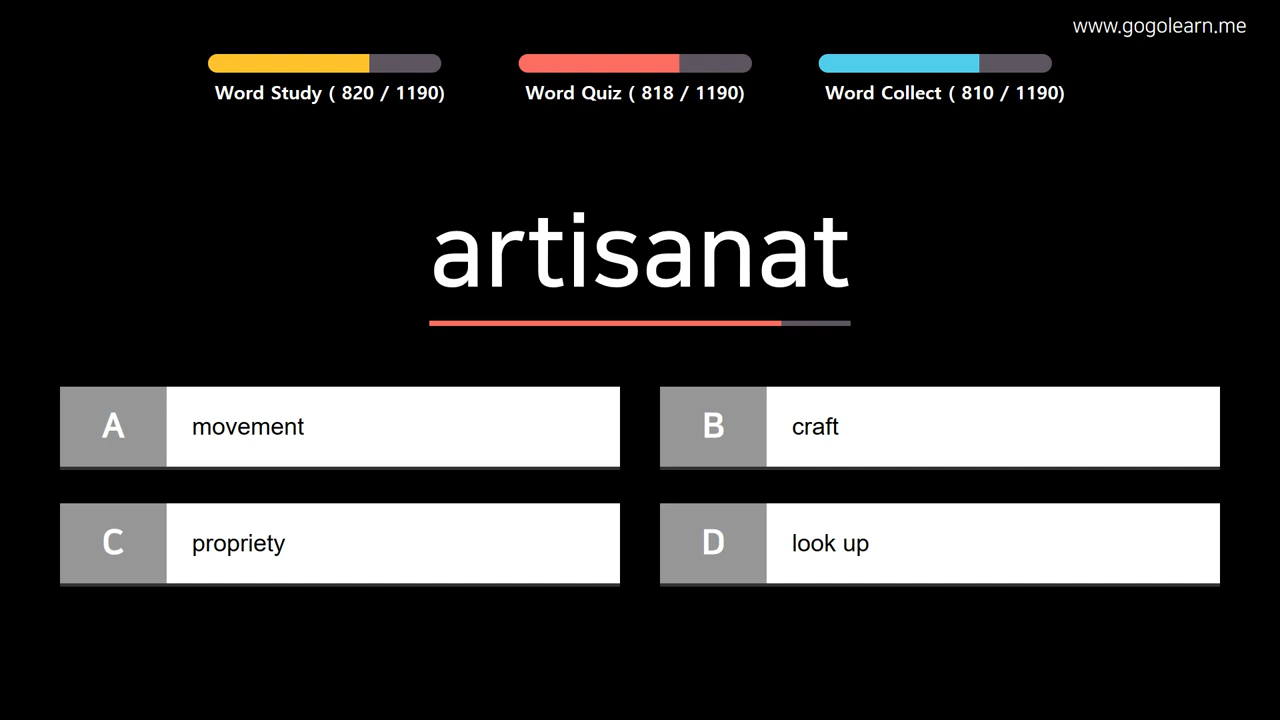 www.gogolearn.me
Word Study ( 820 / 1190)
Word Quiz ( 818 / 1190)
Word Collect ( 810 / 1190)
artisanat
A movement
B craft
C propriety
D look up